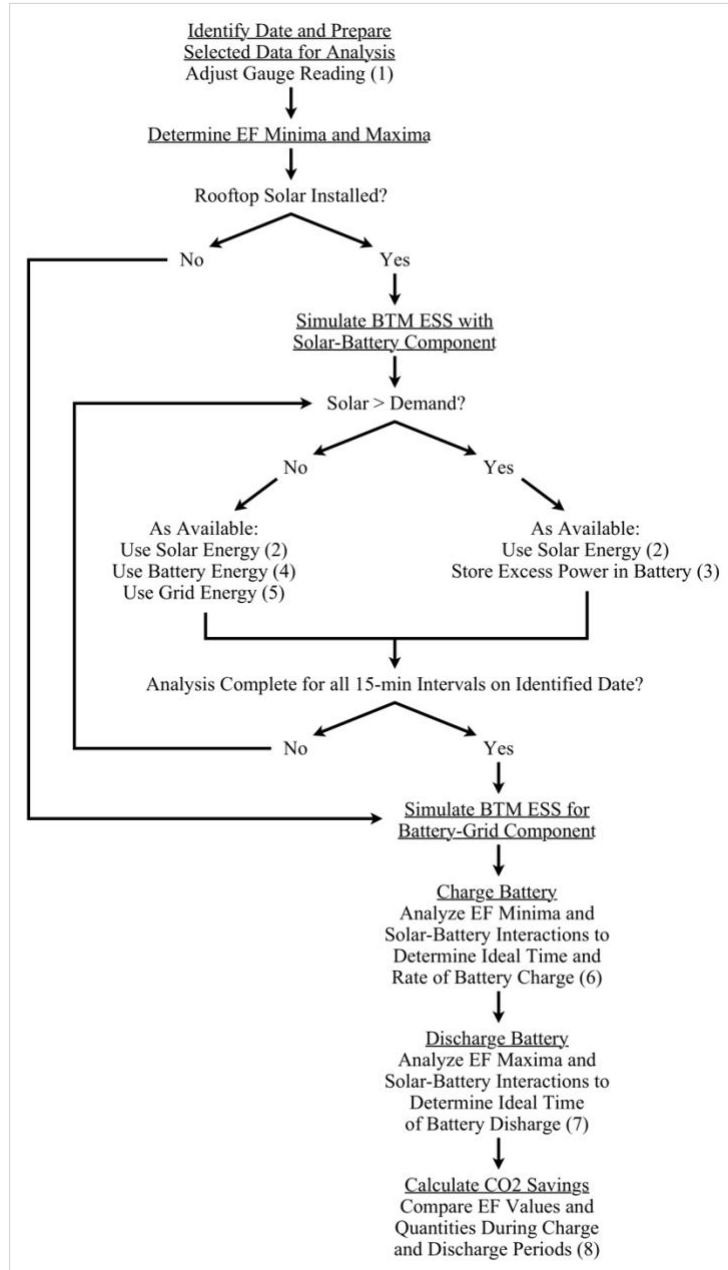 Identify Date and Prepare
Selected Data for Analysis
Adjust Gauge Reading (1)
Determine EF Minima and Maxima
Rooftop Solar Installed?
No
Yes
Simulate BTM ESS with
Solar-Battery Component
Solar > Demand?
No
Yes
As Available:
Use Solar Energy (2)
Use Battery Energy (4)
Use Grid Energy (5)
As Available:
Use Solar Energy (2)
Store Excess Power in Battery (3)
Analysis Complete for all 15-min Intervals on Identified Date?
No
Yes
Simulate BTM ESS for
Battery-Grid Component
Charge Battery
Analyze EF Minima and
Solar-Battery Interactions to
Determine Ideal Time and
Rate of Battery Charge (6)
Discharge Battery
Analyze EF Maxima and
Solar-Battery Interactions to
Determine Ideal Time
of Battery Disharge (7)
Calculate CO2 Savings
Compare EF Values and
Quantities During Charge
and Discharge Periods (8)